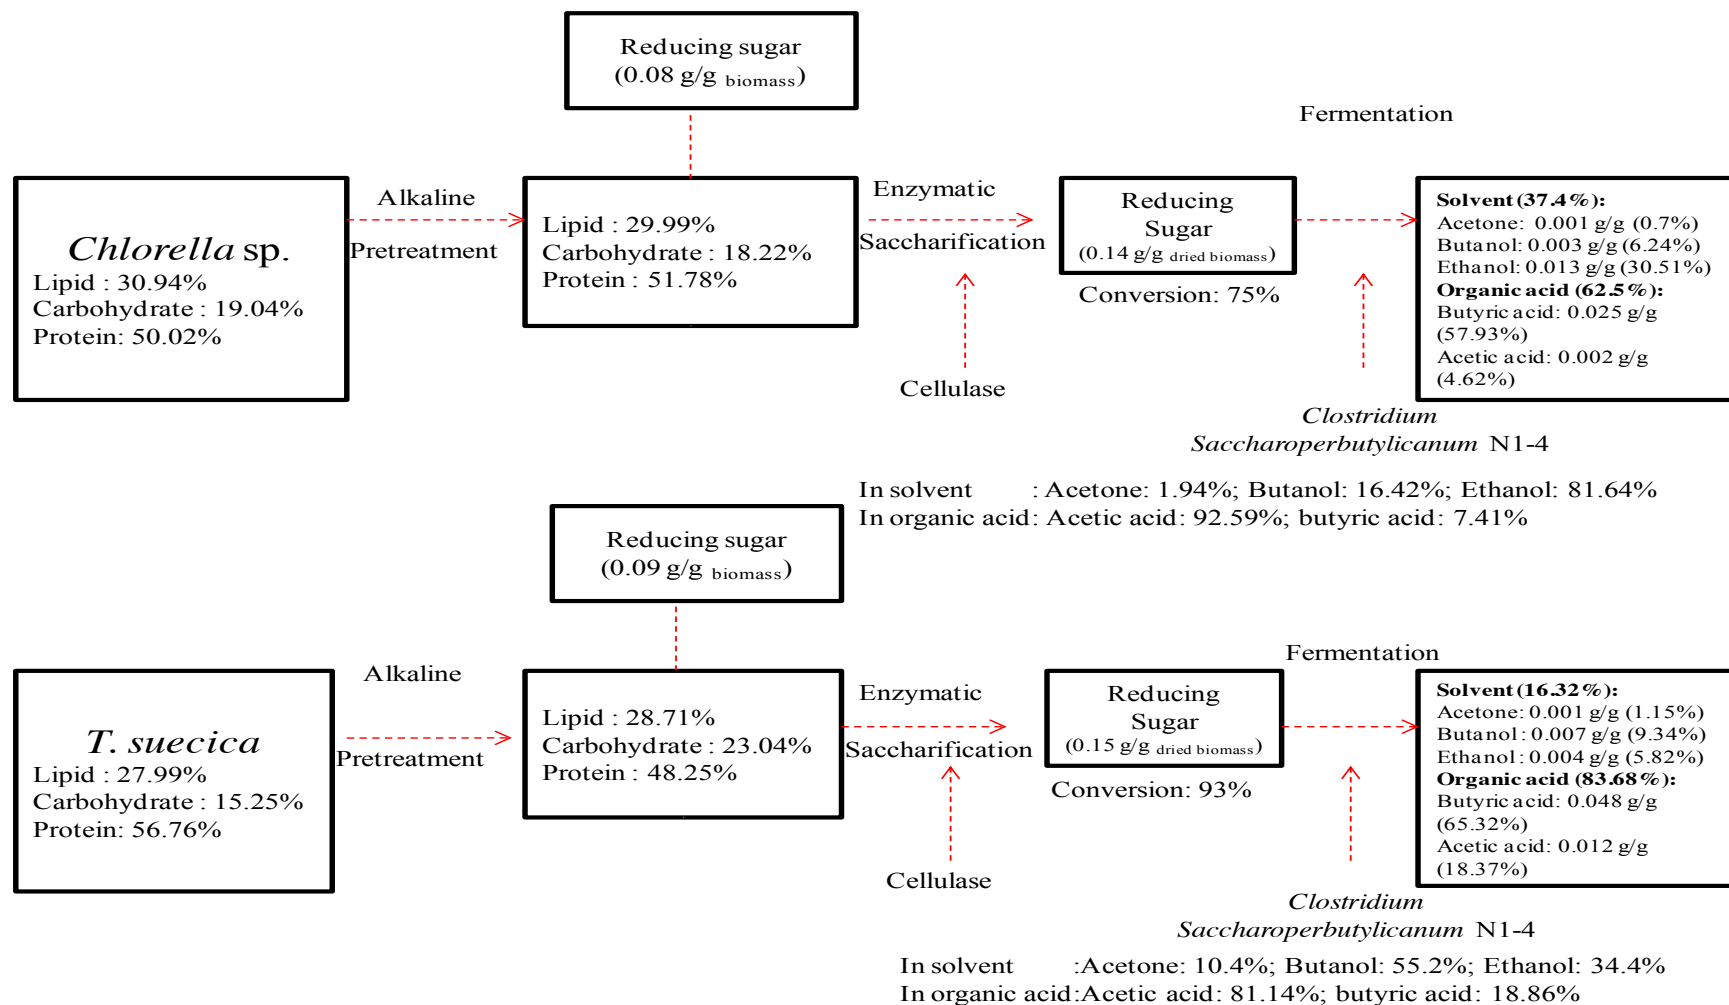 Reducing sugar
(0.08 g/g biomass)
Fermentation
Chlorella sp.
Lipid : 30.94%
Carbohydrate : 19.04%
Protein: 50.02%
Alkaline
Pretreatment
Lipid : 29.99%
Carbohydrate : 18.22%
Protein : 51.78%
Enzymatic
Saccharification
Cellulase
Reducing
Sugar
(0.14 g/g dried biomass)
Conversion: 75%
Clostridium
Saccharoperbutylicanum N1-4
Solvent (37.4%):
Acetone: 0.001 g/g (0.7%)
Butanol: 0.003 g/g (6.24%)
Ethanol: 0.013 g/g (30.51%)
Organic acid (62.5%):
Butyric acid: 0.025 g/g
(57.93%)
Acetic acid: 0.002 g/g
(4.62%)
In solvent : Acetone: 1.94%; Butanol: 16.42%; Ethanol: 81.64%
In organic acid: Acetic acid: 92.59%; butyric acid: 7.41%
Reducing sugar
(0.09 g/g biomass)
Fermentation
T. suecica
Lipid : 27.99%
Carbohydrate : 15.25%
Protein: 56.76%
Alkaline
Pretreatment
Lipid : 28.71%
Carbohydrate : 23.04%
Protein : 48.25%
Enzymatic
Saccharification
Cellulase
Reducing
Sugar
(0.15 g/g dried biomass)
Conversion: 93%
Clostridium
Saccharoperbutylicanum N1-4
Solvent (16.32%):
Acetone: 0.001 g/g (1.15%)
Butanol: 0.007 g/g (9.34%)
Ethanol: 0.004 g/g (5.82%)
Organic acid (83.68%):
Butyric acid: 0.048 g/g
(65.32%)
Acetic acid: 0.012 g/g
(18.37%)
In solvent :Acetone: 10.4%; Butanol: 55.2%; Ethanol: 34.4%
In organic acid:Acetic acid: 81.14%; butyric acid: 18.86%